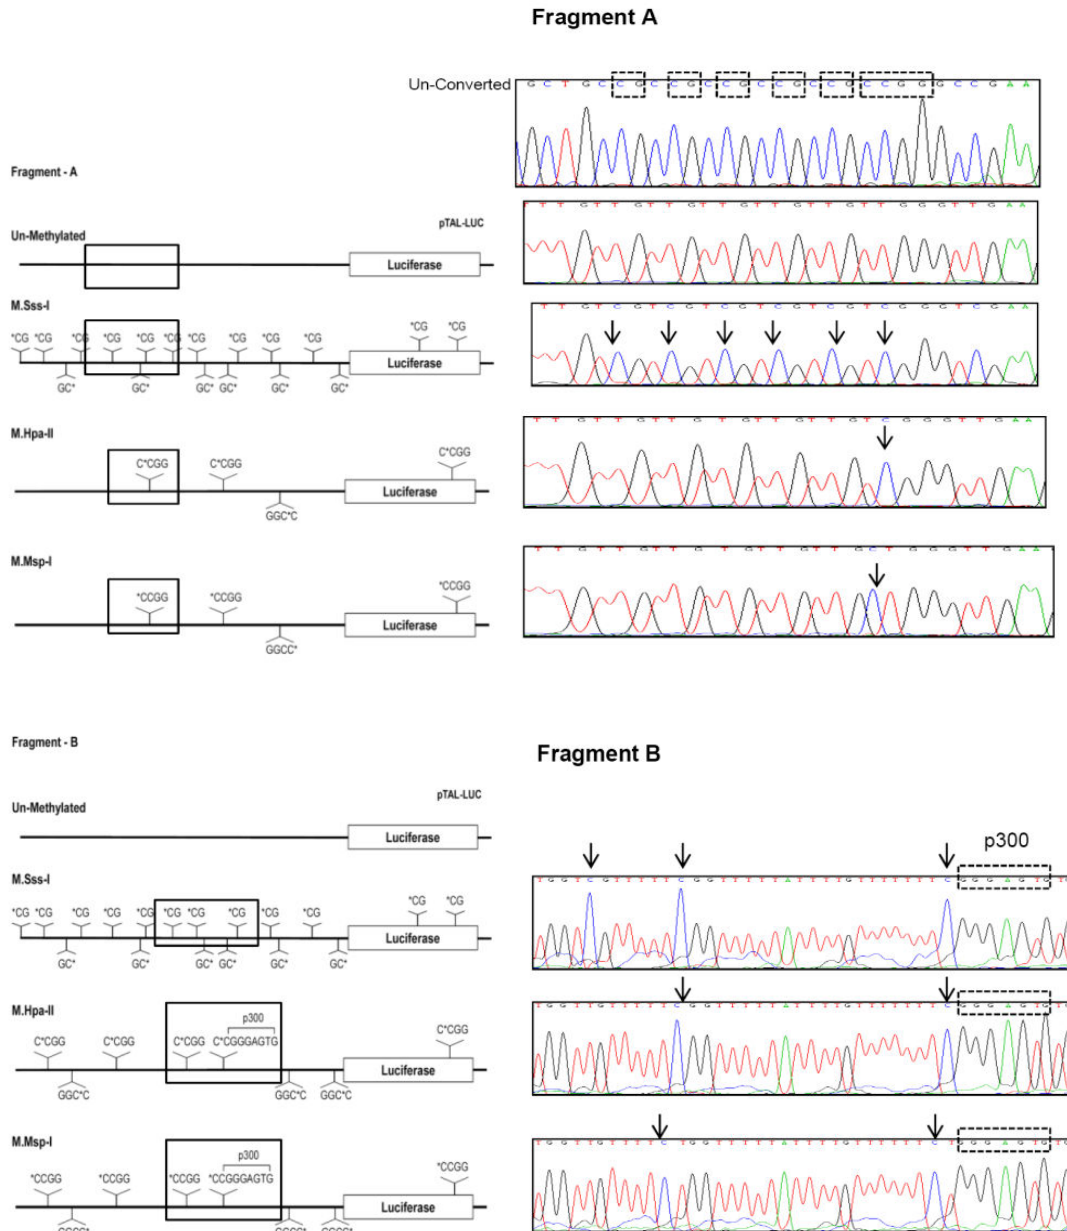 Fragment A
Un-Converted
G C T G C C G C C G C C G C C G C C G C C G G G C C G A A
Fragment - A
Un-Methylated
pTAL-LUC
Luciferase
T T T G T T G T T G T T G T T G T T G G G T T G A A
M.Sss-I
*CG *CG *CG *CG *CG *CG *CG *CG *CG *CG *CG *CG
Luciferase
GC* GC* GC* GC* GC* GC*
T T G T C G T C G T C G T C G T C G T C G G G T C G A A
M.Hpa-II
C*CGG C*CGG C*CGG
Luciferase
GGC*C
T T G T T G T T G T G T T G T C G G G T T G A A
M.Msp-I
*CCGG *CCGG *CCGG
Luciferase
GGCC*
T T G T T G T T G T G T T G C T G G G T T G A A
Fragment - B
Fragment B
Un-Methylated
pTAL-LUC
Luciferase
p300
M.Sss-I
*CG *CG *CG *CG *CG *CG *CG *CG *CG *CG *CG
Luciferase
GC* GC* GC* GC* GC* GC*
T G G T C G T T T T T C G G T T T T T A T T T T G T T T T T T C G G G A G T G
M.Hpa-II
p300
C*CGG C*CGG C*CGG C*CGGGAGTG C*CGG
Luciferase
GGC*C GGC*C GGC*C
T G G T T G T T T T T C G G T T T T T A T T T T G T T T T T T C G G G A G T G
M.Msp-I
p300
*CCGG *CCGG *CCGG *CCGGGAGTG *CCGG
Luciferase
T G G T T G T T T T C T G G T T T T T A T T T T G T T T T T C T G G G A G T G